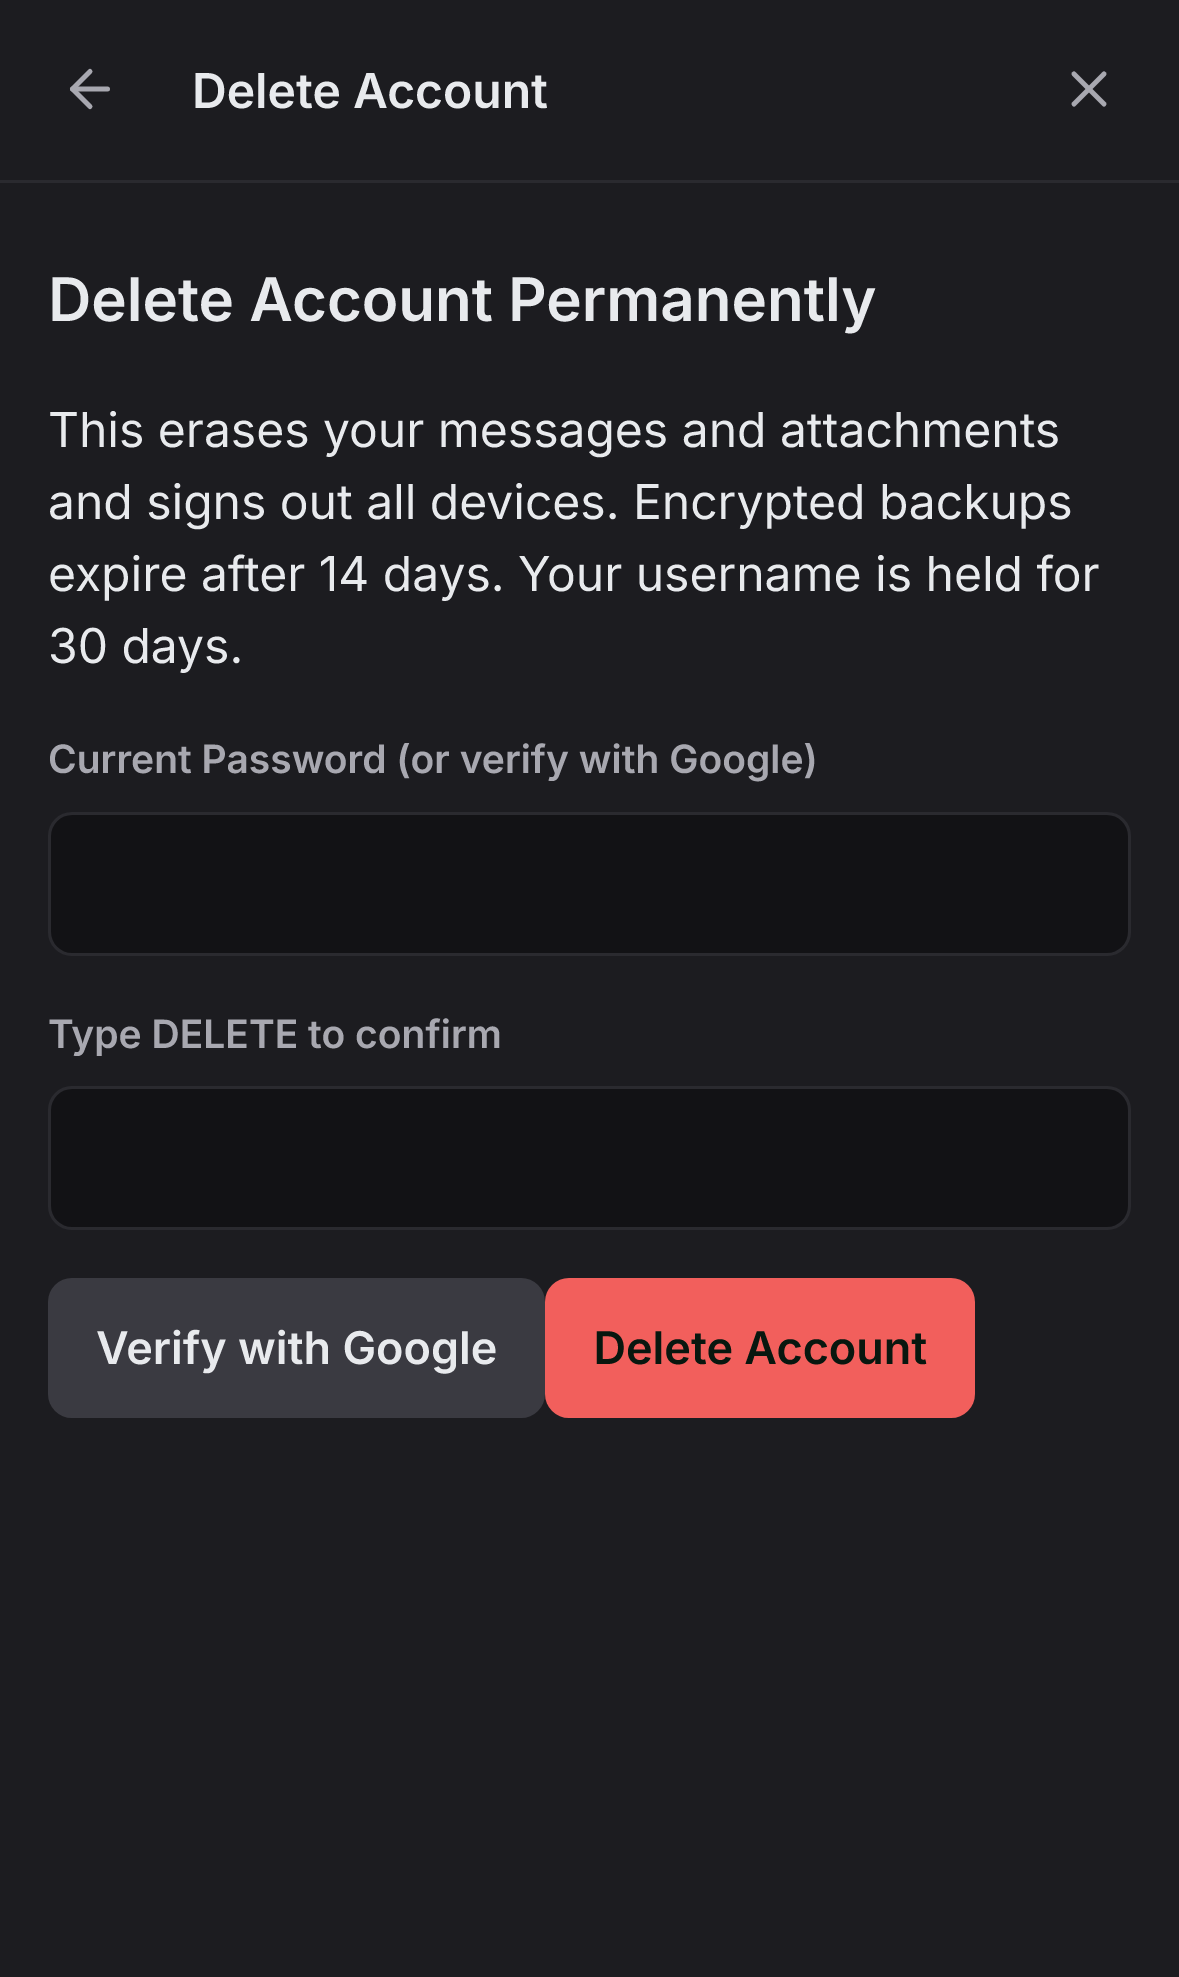 Delete Account
Delete Account Permanently
This erases your messages and attachments
and signs out all devices. Encrypted backups
expire after 14 days. Your username is held for
30 days.
Current Password (or verify with Google)
Type DELETE to confirm
Verify with Google
Delete Account